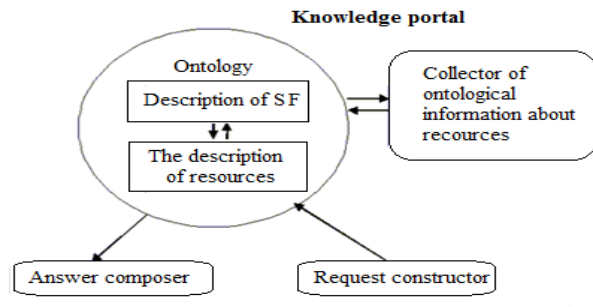 Knowledge portal
Ontology
Description of SF
The description
of resources
Collector of
ontological
information about
recources
Answer composer
Request constructor